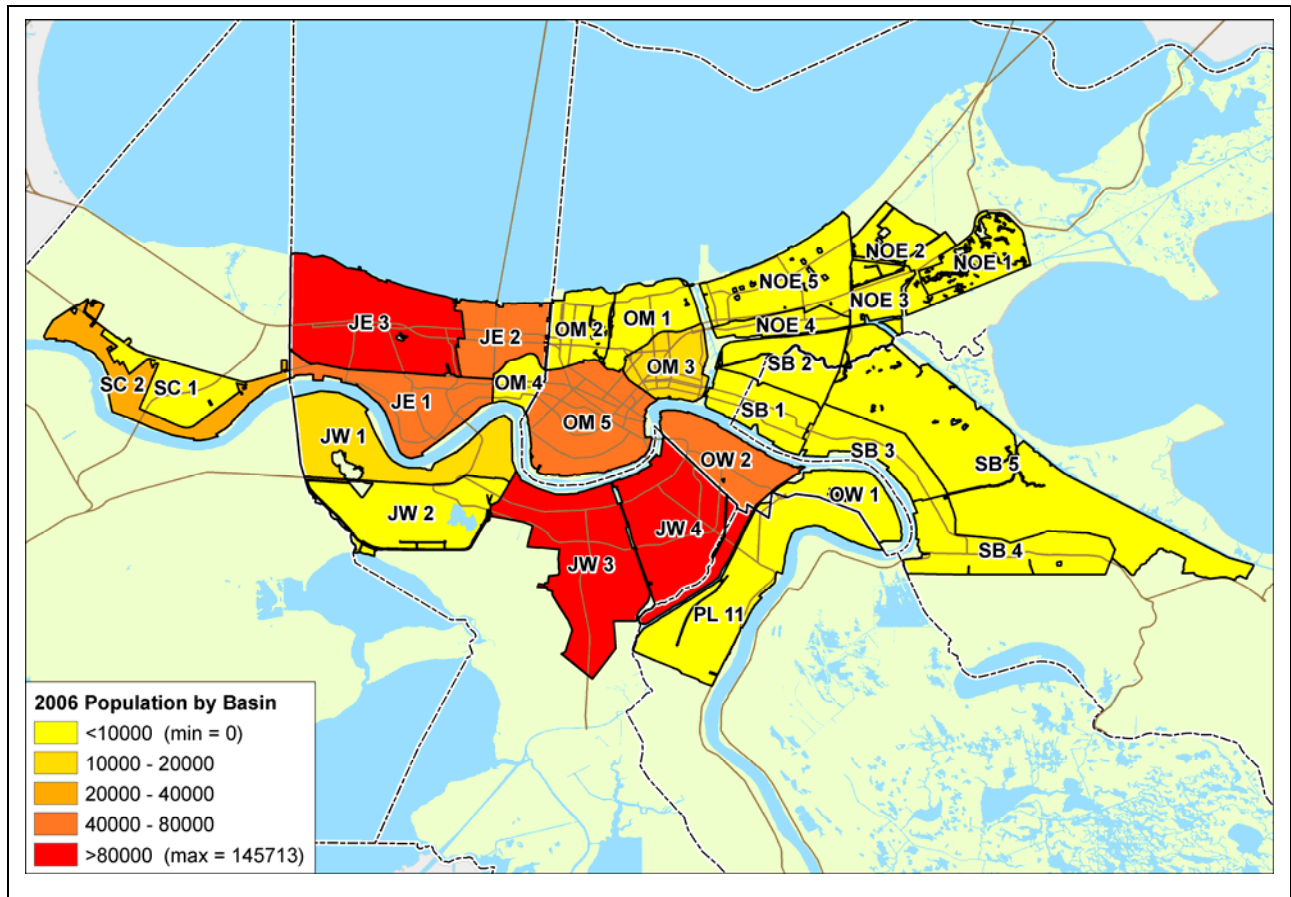 NOE 2
NOE 1
NOE 5
NOE 3
JE 3
JE 2
OM 2
OM 1
NOE 4
OM 3
SB 2
SC 2
SC 1
OM 4
JE 1
OM 5
SB 1
JW 1
SB 3
OW 2
SB 5
OW 1
JW 2
JW 4
SB 4
JW 3
PL 11
2006 Population by Basin
<10000 (min = 0)
10000 - 20000
20000 - 40000
40000 - 80000
>80000 (max = 145713)